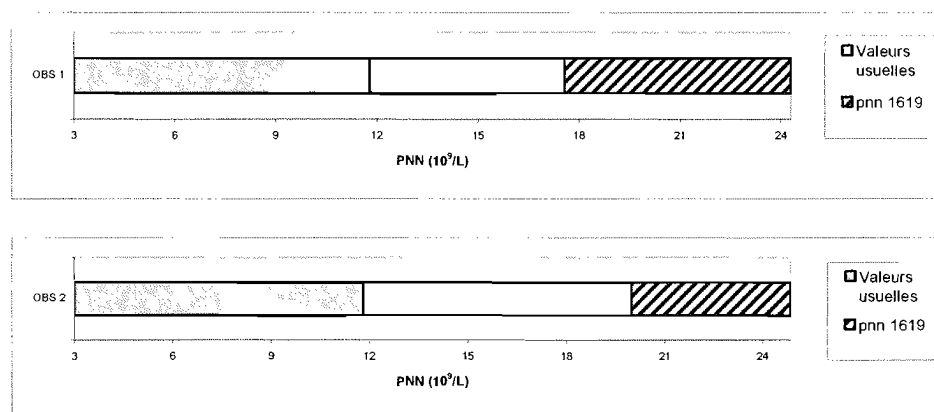 OBS 1
3 6 9 12 15 18 21 24
PNN (10⁹/L)
Valeurs
usuelles
pnn 1619
OBS 2
3 6 9 12 15 18 21 24
PNN (10⁹/L)
Valeurs
usuelles
pnn 1619